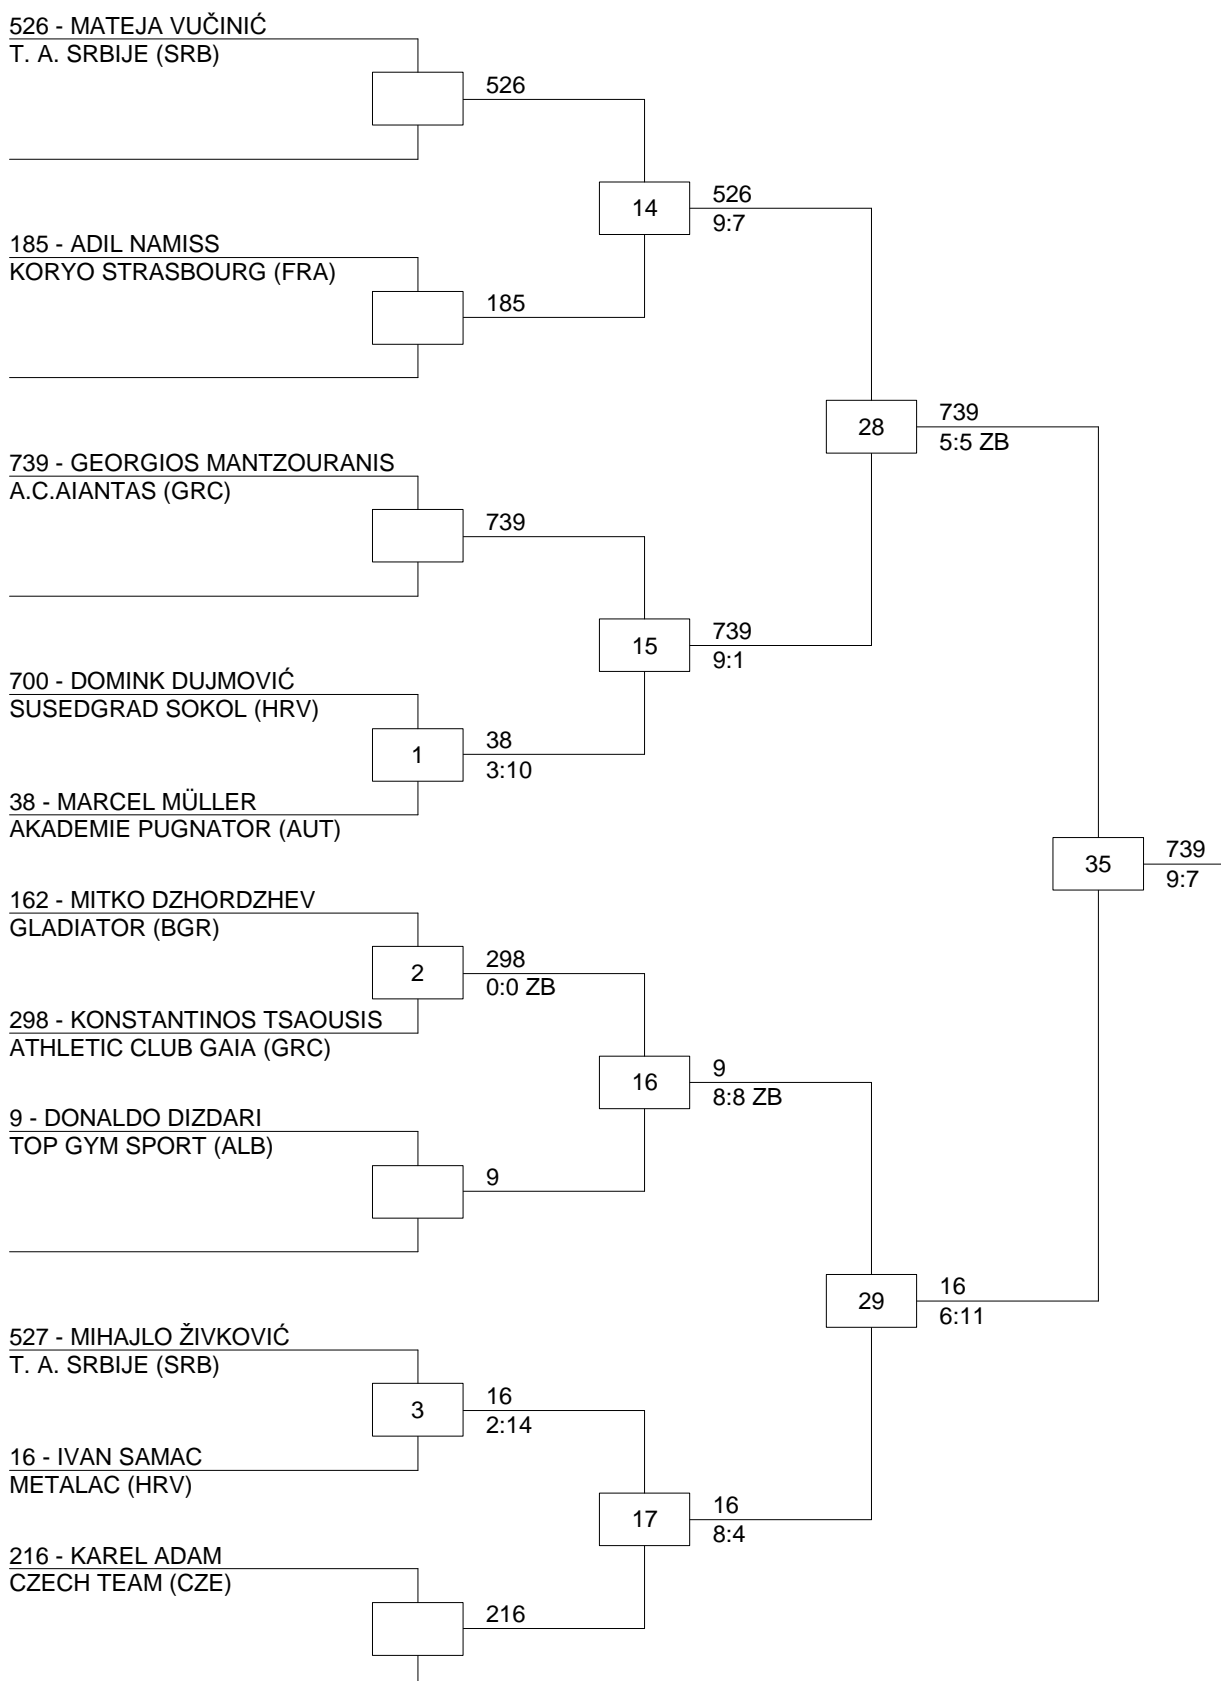 526 - MATEJA VUČINIĆ
T. A. SRBIJE (SRB)
526
14
526
9:7
185 - ADIL NAMISS
KORYO STRASBOURG (FRA)
185
28
739
5:5 ZB
739 - GEORGIOS MANTZOURANIS
A.C.AIANTAS (GRC)
739
15
739
9:1
700 - DOMINK DUJMOVIĆ
SUSEDGRAD SOKOL (HRV)
1
38
3:10
38 - MARCEL MÜLLER
AKADEMIE PUGNATOR (AUT)
35
739
9:7
162 - MITKO DZHORDZHEV
GLADIATOR (BGR)
2
298
0:0 ZB
298 - KONSTANTINOS TSAOUSIS
ATHLETIC CLUB GAIA (GRC)
16
9
8:8 ZB
9 - DONALDO DIZDARI
TOP GYM SPORT (ALB)
9
29
16
6:11
527 - MIHAJLO ŽIVKOVIĆ
T. A. SRBIJE (SRB)
3
16
2:14
16 - IVAN SAMAC
METALAC (HRV)
17
16
8:4
216 - KAREL ADAM
CZECH TEAM (CZE)
216